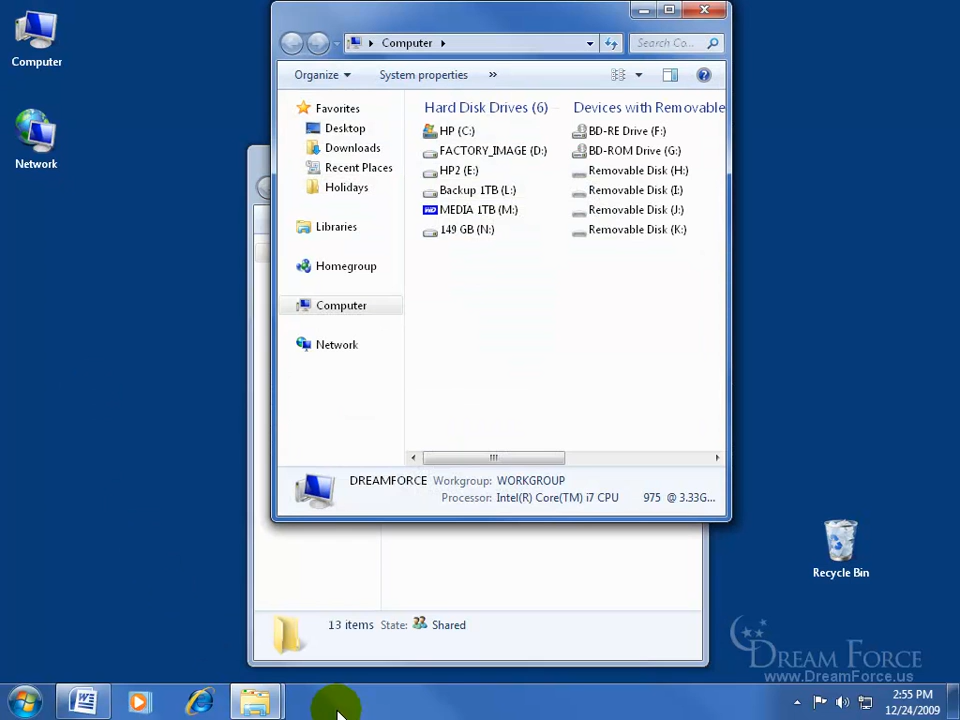 Computer
Network
Computer
Search Co...
Organize
System properties
»
Favorites
Desktop
Downloads
Recent Places
Holidays
Libraries
Homegroup
Computer
Network
Hard Disk Drives (6)
HP (C:)
FACTORY_IMAGE (D:)
HP2 (E:)
Backup 1TB (L:)
WD MEDIA 1TB (M:)
149 GB (N:)
Devices with Removable
BD-RE Drive (F:)
BD-ROM Drive (G:)
Removable Disk (H:)
Removable Disk (I:)
Removable Disk (J:)
Removable Disk (K:)
DREAMFORCE Workgroup: WORKGROUP
Processor: Intel(R) Core(TM) i7 CPU 975 @ 3.33G...
13 items State: Shared
Recycle Bin
DREAM FORCE
www.DreamForce.us
2:55 PM
12/24/2009